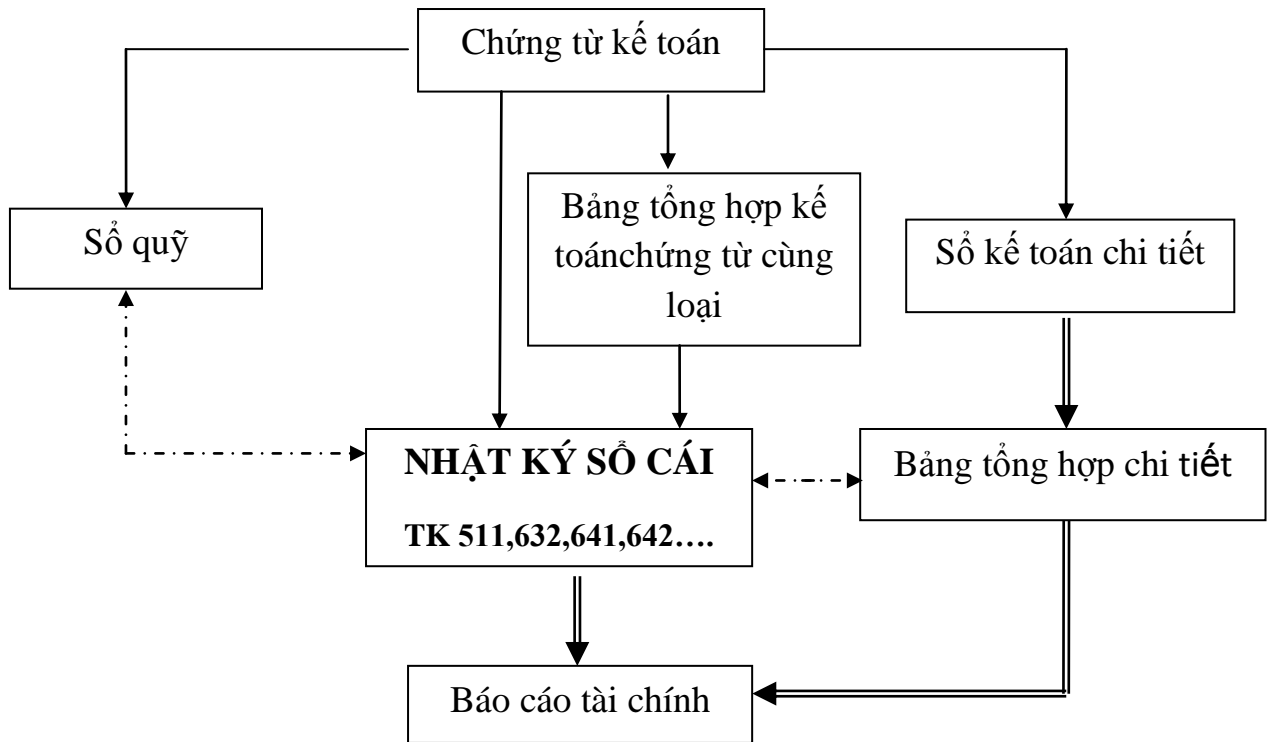 Chứng từ kế toán
Sổ quỹ
Bảng tổng hợp kế
toánchứng từ cùng
loại
Sổ kế toán chi tiết
NHẬT KÝ SỔ CÁI
TK 511,632,641,642….
Bảng tổng hợp chi tiết
Báo cáo tài chính